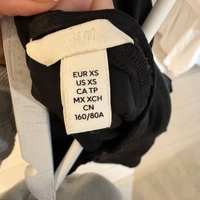 EUR XS
US XS
CA TP
MX XCH
CN
160/80A